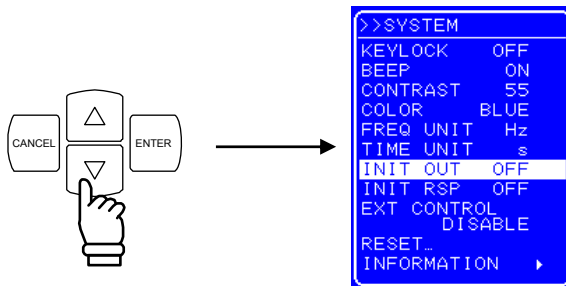 CANCEL
ENTER
>>SYSTEM
KEYLOCK OFF
BEEP ON
CONTRAST 55
COLOR BLUE
FREQ UNIT Hz
TIME UNIT s
INIT OUT OFF
INIT RSP OFF
EXT CONTROL
DISABLE
RESET…
INFORMATION